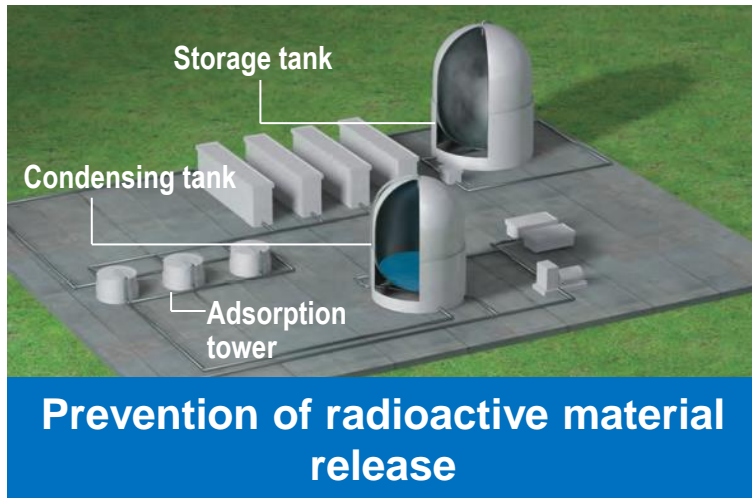 Storage tank
Condensing tank
Adsorption
tower
Prevention of radioactive material
release